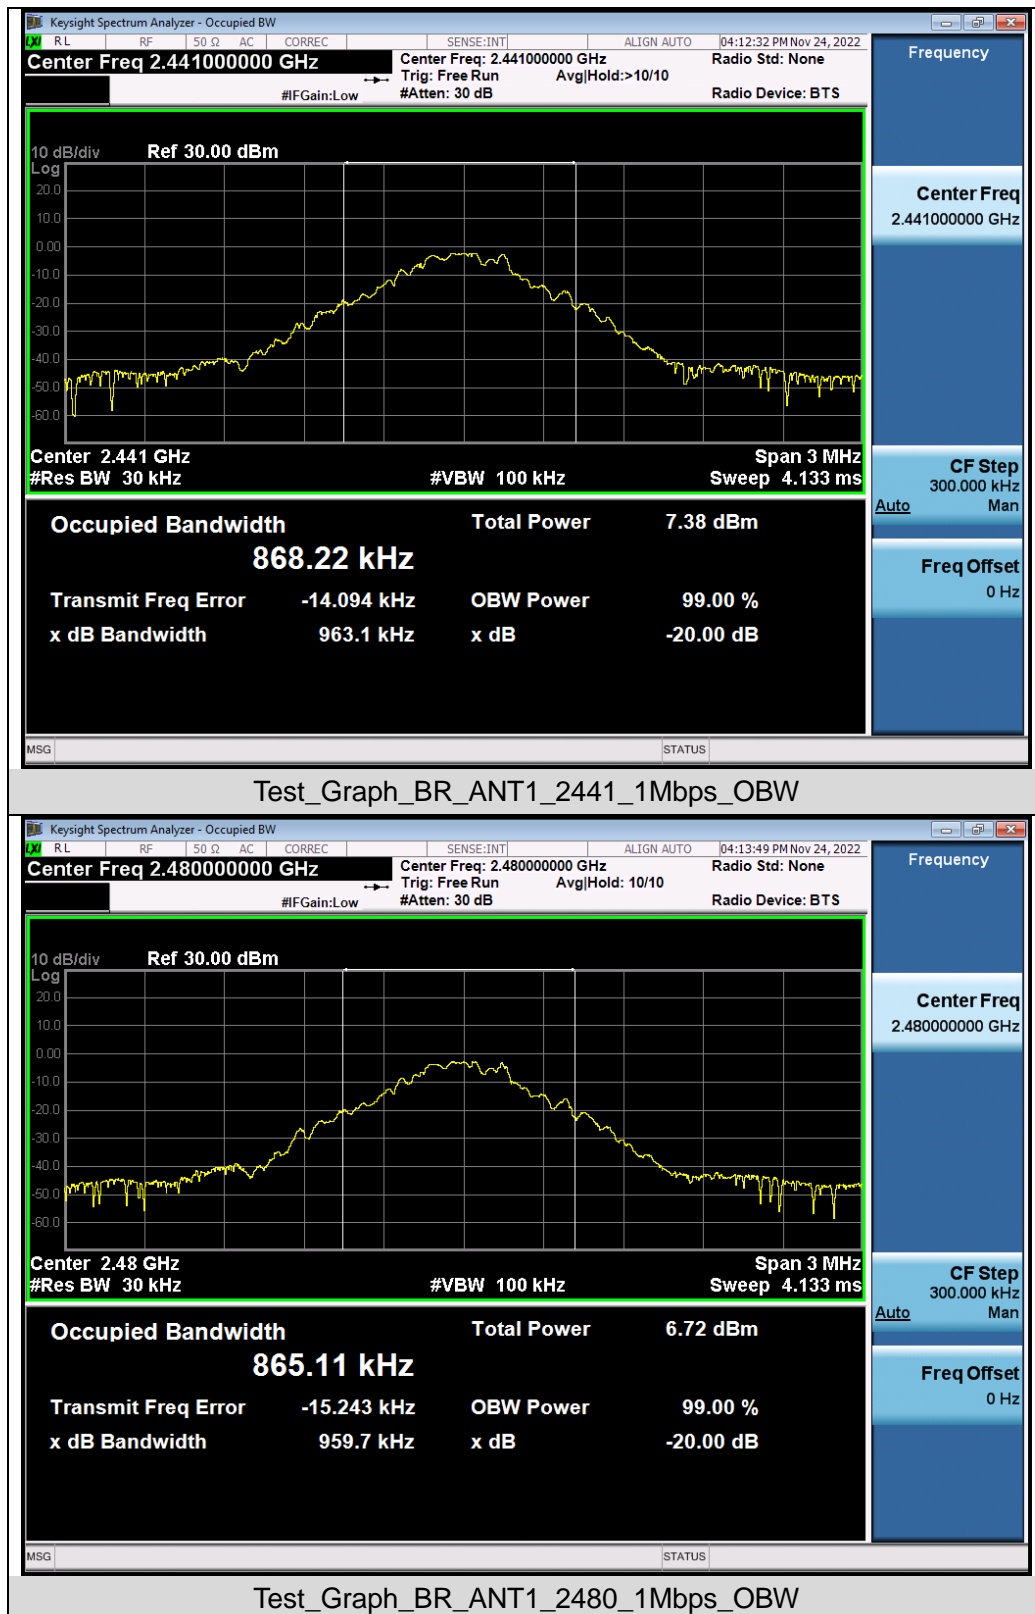 Keysight Spectrum Analyzer - Occupied BW
LXI RL RF 50 Ω AC CORREC SENSE:INT ALIGN AUTO 04:12:32 PM Nov 24, 2022
Center Freq 2.441000000 GHz Center Freq: 2.441000000 GHz Radio Std: None
Trig: Free Run Avg|Hold:>10/10
#IFGain:Low #Atten: 30 dB Radio Device: BTS
Frequency
10 dB/div Ref 30.00 dBm
Log
20.0
10.0
0.00
-10.0
-20.0
-30.0
-40.0
-50.0
-60.0
Center 2.441 GHz Span 3 MHz
#Res BW 30 kHz #VBW 100 kHz Sweep 4.133 ms
Center Freq
2.441000000 GHz
CF Step
300.000 kHz
Auto Man
Freq Offset
0 Hz
Occupied Bandwidth Total Power 7.38 dBm
868.22 kHz
Transmit Freq Error -14.094 kHz OBW Power 99.00 %
x dB Bandwidth 963.1 kHz x dB -20.00 dB
MSG STATUS
Test_Graph_BR_ANT1_2441_1Mbps_OBW
Keysight Spectrum Analyzer - Occupied BW
LXI RL RF 50 Ω AC CORREC SENSE:INT ALIGN AUTO 04:13:49 PM Nov 24, 2022
Center Freq 2.480000000 GHz Center Freq: 2.480000000 GHz Radio Std: None
Trig: Free Run Avg|Hold: 10/10
#IFGain:Low #Atten: 30 dB Radio Device: BTS
Frequency
10 dB/div Ref 30.00 dBm
Log
20.0
10.0
0.00
-10.0
-20.0
-30.0
-40.0
-50.0
-60.0
Center 2.48 GHz Span 3 MHz
#Res BW 30 kHz #VBW 100 kHz Sweep 4.133 ms
Center Freq
2.480000000 GHz
CF Step
300.000 kHz
Auto Man
Freq Offset
0 Hz
Occupied Bandwidth Total Power 6.72 dBm
865.11 kHz
Transmit Freq Error -15.243 kHz OBW Power 99.00 %
x dB Bandwidth 959.7 kHz x dB -20.00 dB
MSG STATUS
Test_Graph_BR_ANT1_2480_1Mbps_OBW